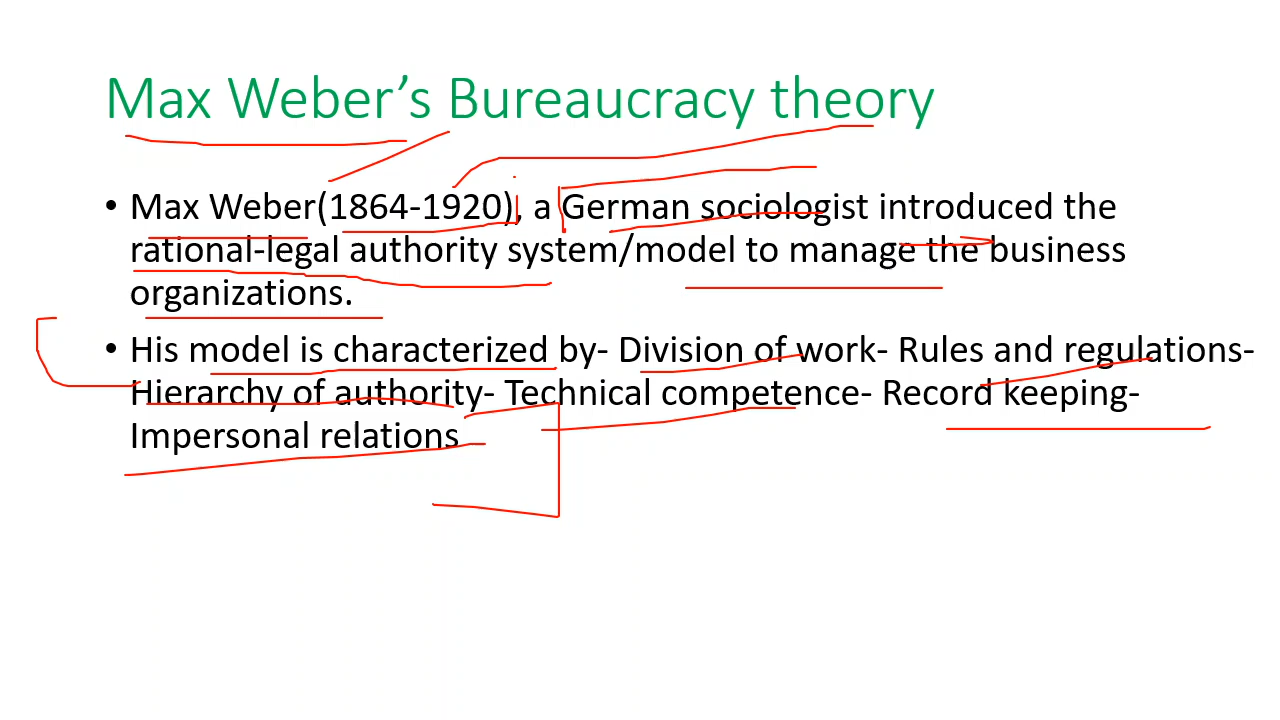 Max Weber’s Bureaucracy theory
• Max Weber(1864-1920), a German sociologist introduced the
rational-legal authority system/model to manage the business
organizations.
• His model is characterized by- Division of work- Rules and regulations-
Hierarchy of authority- Technical competence- Record keeping-
Impersonal relations